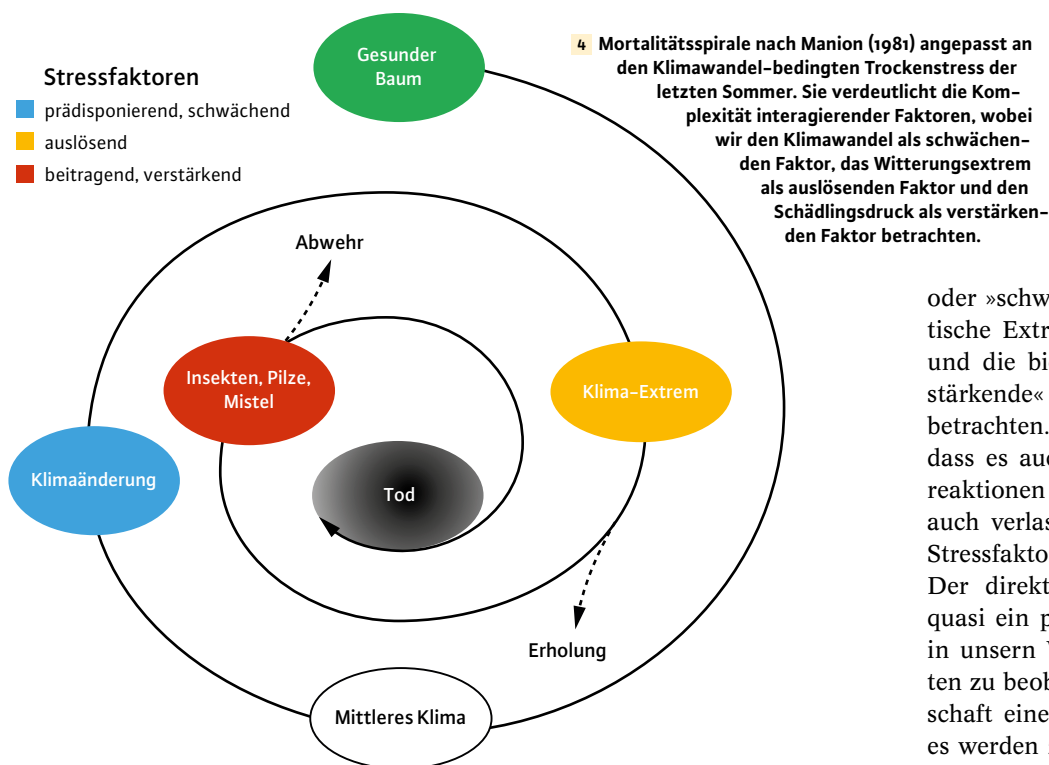 Gesunder
Baum
4 Mortalitätsspirale nach Manion (1981) angepasst an
den Klimawandel-bedingten Trockenstress der
letzten Sommer. Sie verdeutlicht die Kom-
plexität interagierender Faktoren, wobei
wir den Klimawandel als schwächen-
den Faktor, das Witterungsextrem
als auslösenden Faktor und den
Schädlingsdruck als verstärken-
den Faktor betrachten.
Stressfaktoren
prädisponierend, schwächend
auslösend
beitragend, verstärkend
Abwehr
Insekten, Pilze,
Mistel
Klima-Extrem
Klimaänderung
Tod
Erholung
Mittleres Klima
oder »schw
tische Extr
und die bi
stärkende«
betrachten.
dass es auc
reaktionen
auch verlas
Stressfakto
Der direkt
quasi ein p
in unsern
ten zu beob
schaft eine
es werden